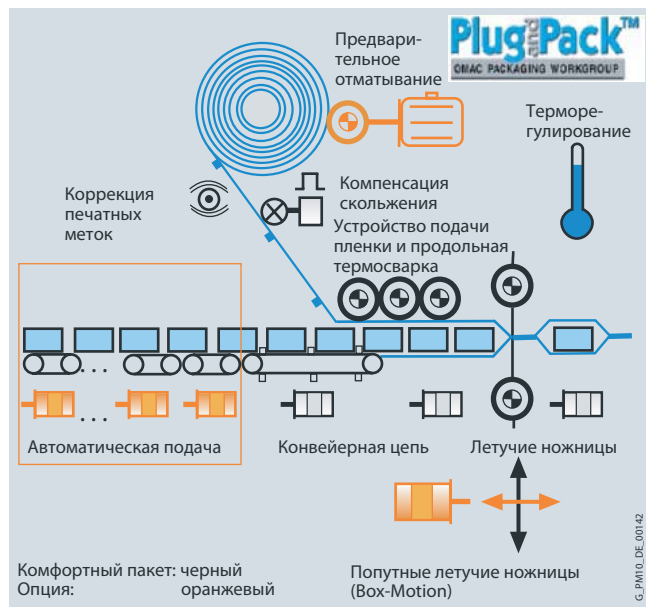 Предвари-
тельное
отматывание
Plug and Pack™
OMAC PACKAGING WORKGROUP
Терморе-
гулирование
Коррекция
печатных
меток
Компенсация
скольжения
Устройство подачи
пленки и продольная
термосварка
. . .
. . .
Автоматическая подача
Конвейерная цепь
Летучие ножницы
Комфортный пакет: черный
Опция: оранжевый
Попутные летучие ножницы
(Box-Motion)
G_PM10_DE_00142